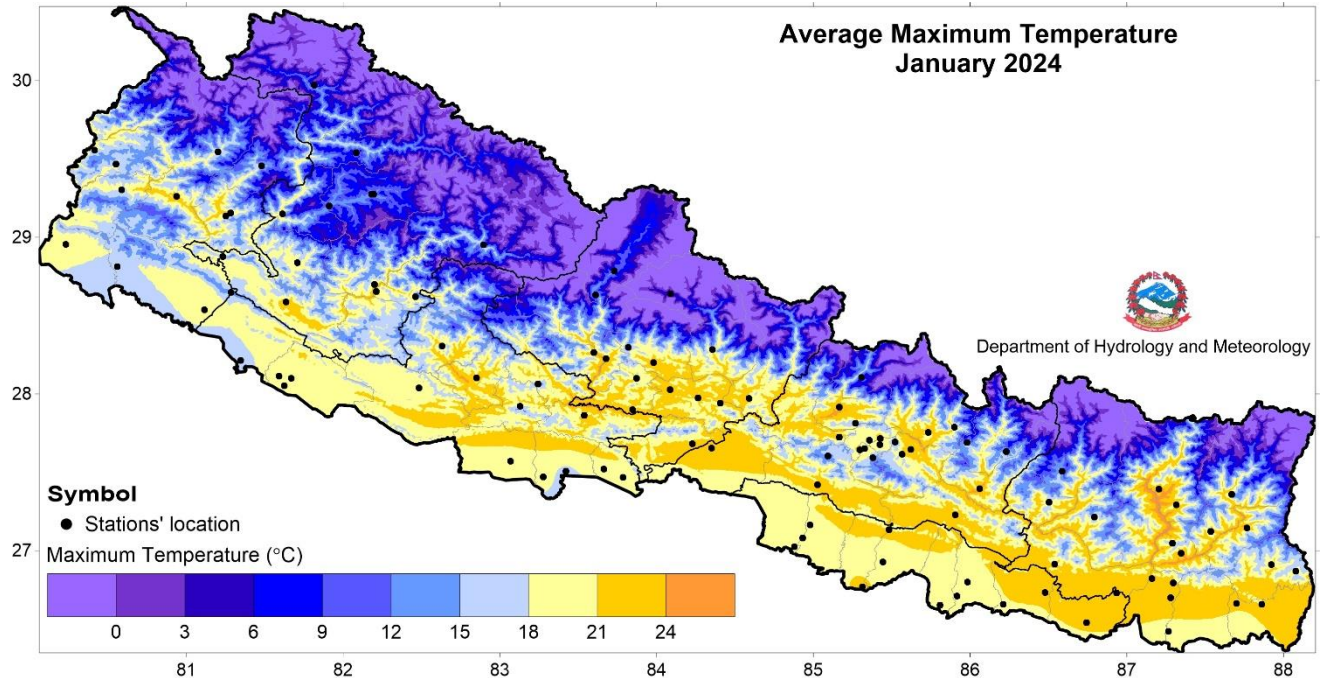 Average Maximum Temperature
January 2024
30
29
Department of Hydrology and Meteorology
28
Symbol
Stations' location
27
Maximum Temperature (°C)
0 3 6 9 12 15 18 21 24
81 82 83 84 85 86 87 88